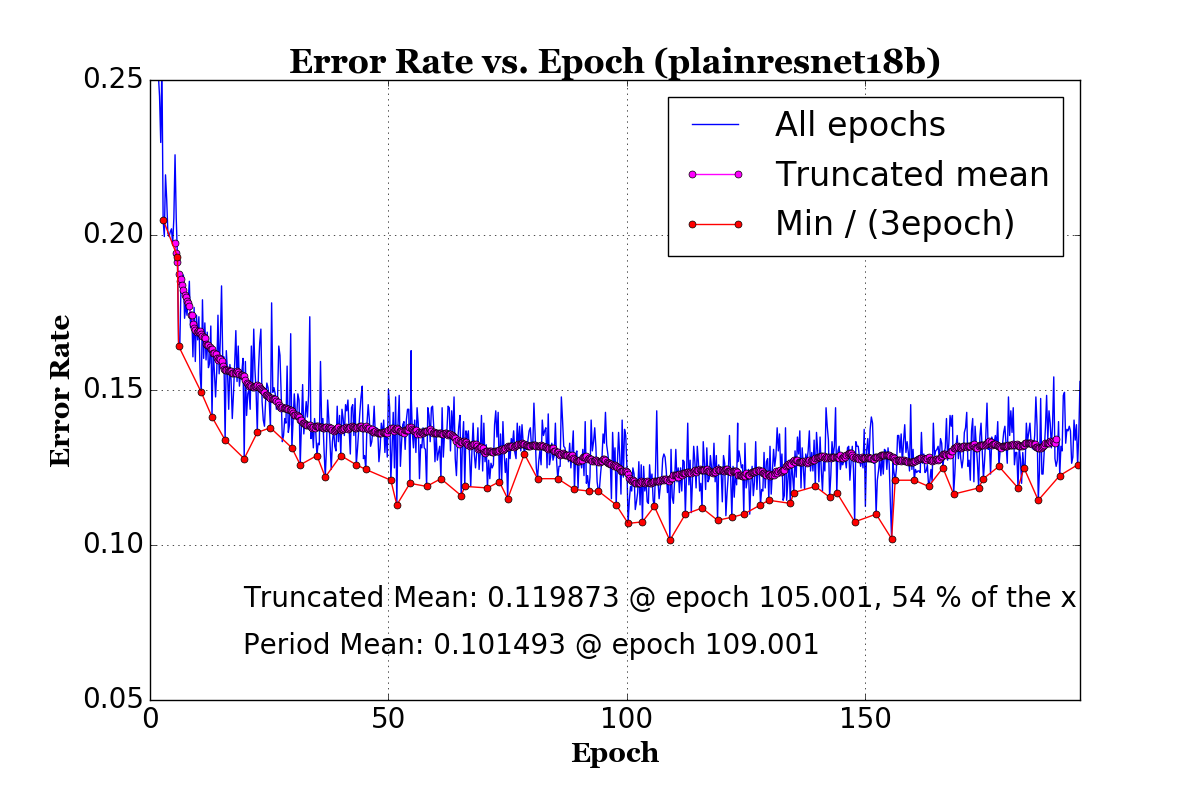 Error Rate vs. Epoch (plainresnet18b)
0.25
0.20
0.15
0.10
0.05
Error Rate
All epochs
Truncated mean
Min / (3epoch)
Truncated Mean: 0.119873 @ epoch 105.001, 54 % of the x
Period Mean: 0.101493 @ epoch 109.001
0 50 100 150
Epoch